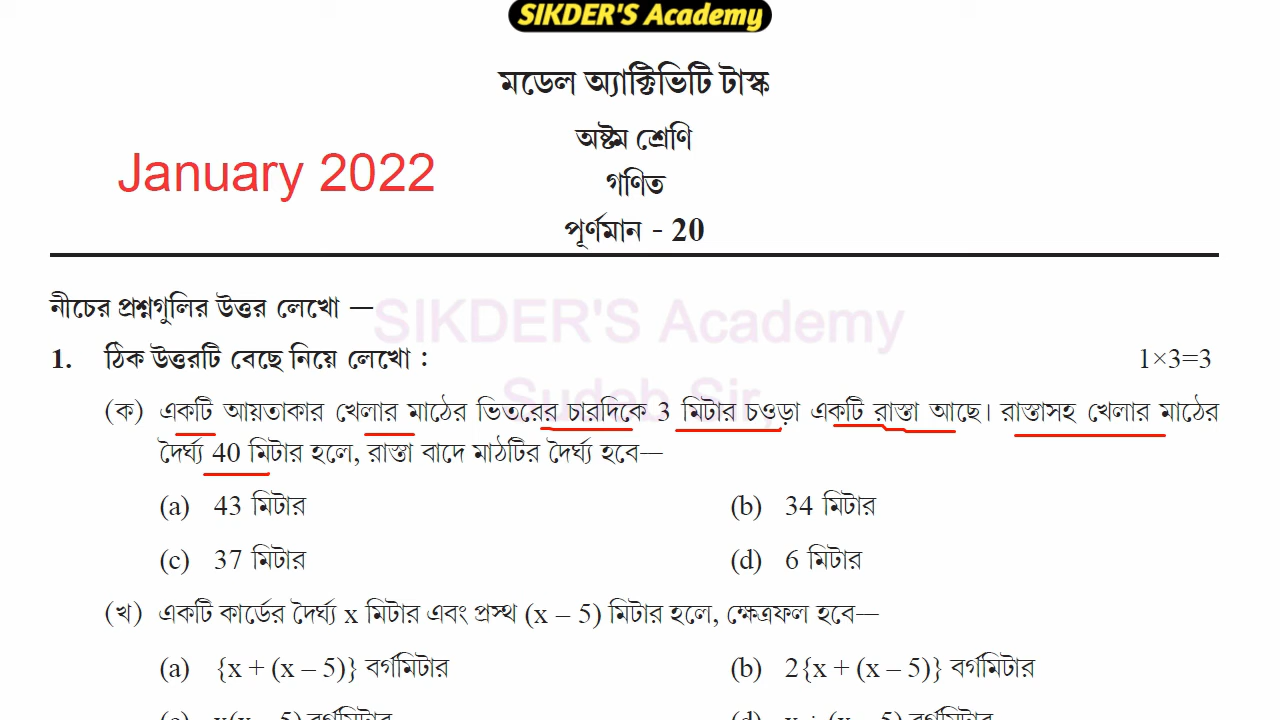 SIKDER'S Academy
মডেল অ্যাক্টিভিটি টাস্ক
অষ্টম শ্রেণি
January 2022
গণিত
পূর্ণমান - 20
নীচের প্রশ্নগুলির উত্তর লেখো —
SIKDER'S Academy
1. ঠিক উত্তরটি বেছে নিয়ে লেখো : 1×3=3
Sudab Sir,
(ক) একটি আয়তাকার খেলার মাঠের ভিতরের চারদিকে 3 মিটার চওড়া একটি রাস্তা আছে। রাস্তাসহ খেলার মাঠের
দৈর্ঘ্য 40 মিটার হলে, রাস্তা বাদে মাঠটির দৈর্ঘ্য হবে—
(a) 43 মিটার (b) 34 মিটার
(c) 37 মিটার (d) 6 মিটার
(খ) একটি কার্ডের দৈর্ঘ্য x মিটার এবং প্রস্থ (x – 5) মিটার হলে, ক্ষেত্রফল হবে—
(a) {x + (x – 5)} বর্গমিটার (b) 2{x + (x – 5)} বর্গমিটার